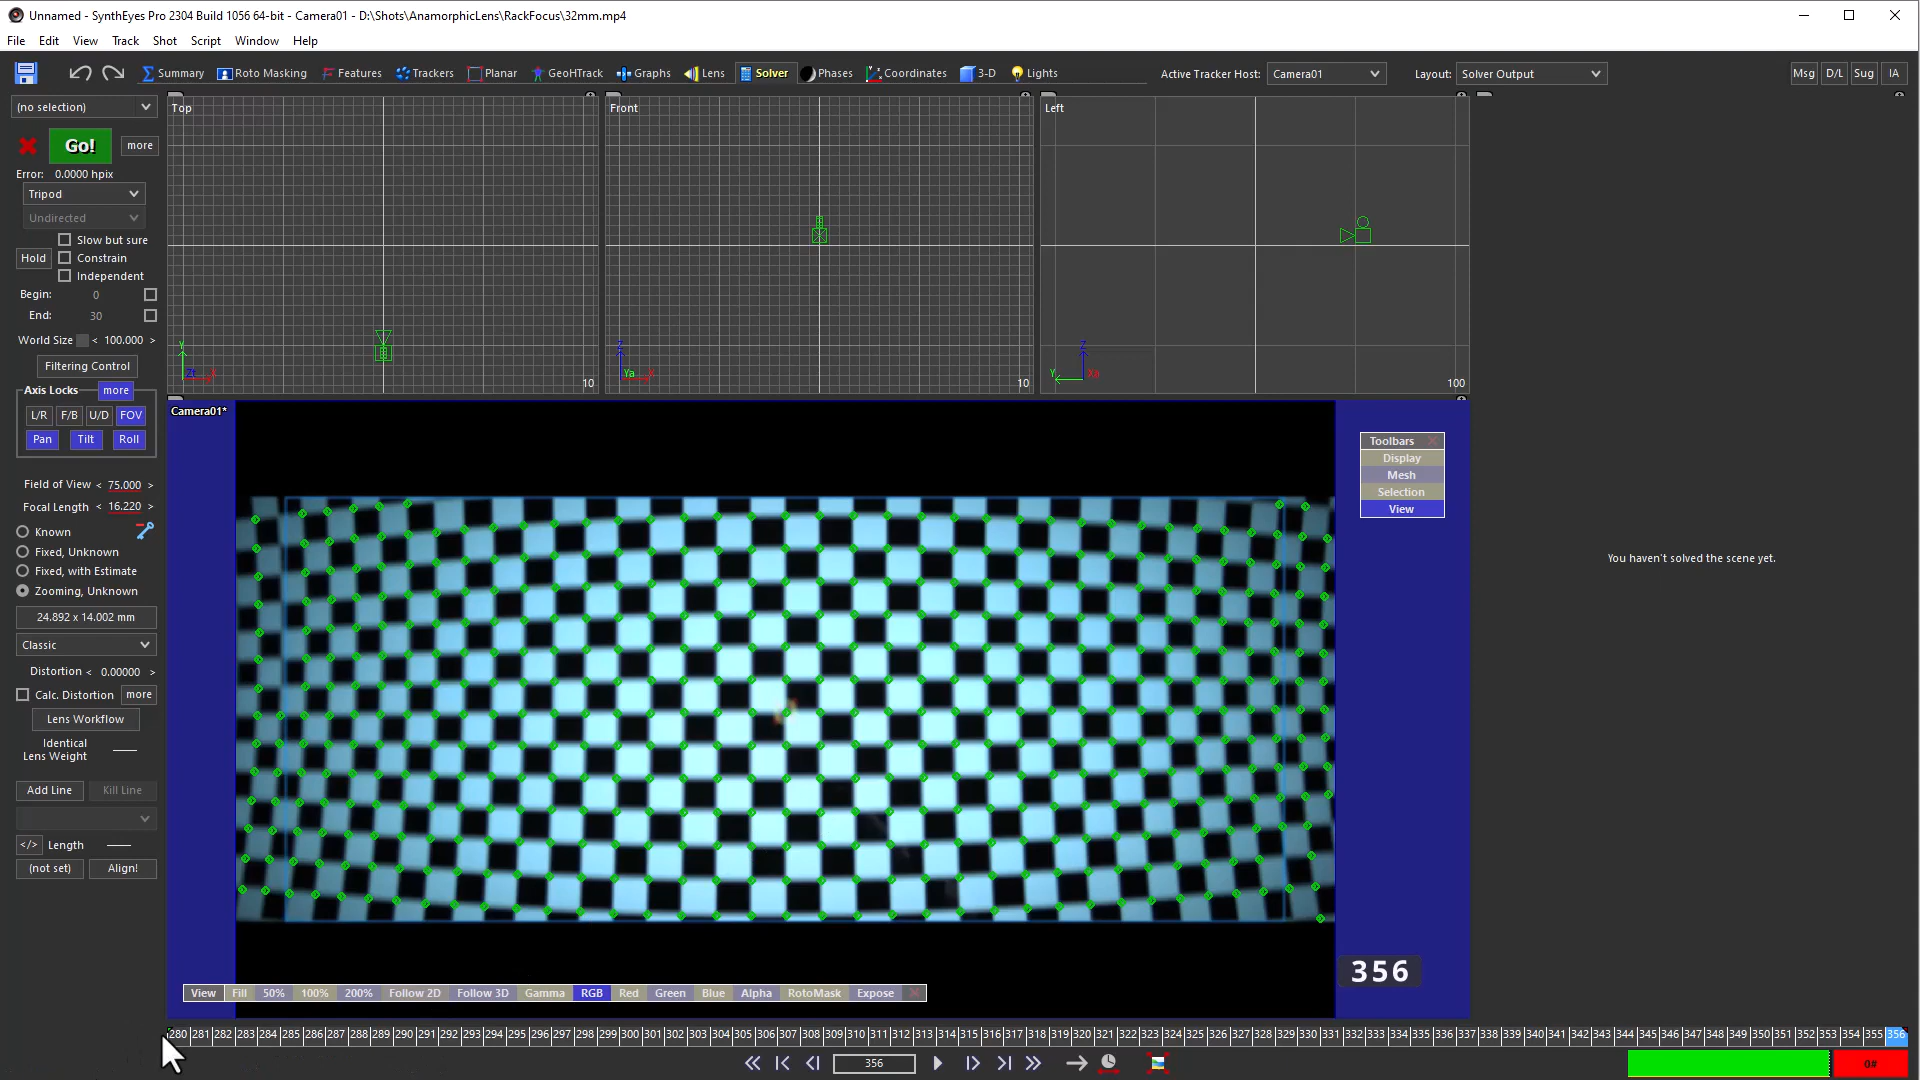 Unnamed - SynthEyes Pro 2304 Build 1056 64-bit - Camera01 - D:\Shots\AnamorphicLens\RackFocus\32mm.mp4
File Edit View Track Shot Script Window Help
Summary Roto Masking Features Trackers Planar GeoHTrack Graphs Lens Solver Phases Coordinates 3-D Lights Active Tracker Host: Camera01 Layout: Solver Output Msg D/L Sug IA
(no selection)
Top Front Left
Go! more
Error: 0.0000 hpix
Tripod
Undirected
Slow but sure
Hold Constrain
Independent
Begin: 0
End: 30
World Size < 100.000 >
Filtering Control
Axis Locks more
10 10 100
L/R F/B U/D FOV
Pan Tilt Roll
Camera01*
Toolbars
Display
Mesh
Selection
View
Field of View < 75.000 >
Focal Length < 16.220 >
Known
Fixed, Unknown
Fixed, with Estimate
Zooming, Unknown
24.892 x 14.002 mm
Classic
Distortion < 0.00000 >
Calc. Distortion more
Lens Workflow
Identical
Lens Weight
Add Line Kill Line
</> Length
(not set) Align!
You haven't solved the scene yet.
356
View Fill 50% 100% 200% Follow 2D Follow 3D Gamma RGB Red Green Blue Alpha RotoMask Expose
280 281 282 283 284 285 286 287 288 289 290 291 292 293 294 295 296 297 298 299 300 301 302 303 304 305 306 307 308 309 310 311 312 313 314 315 316 317 318 319 320 321 322 323 324 325 326 327 328 329 330 331 332 333 334 335 336 337 338 339 340 341 342 343 344 345 346 347 348 349 350 351 352 353 354 355 356
356
0#